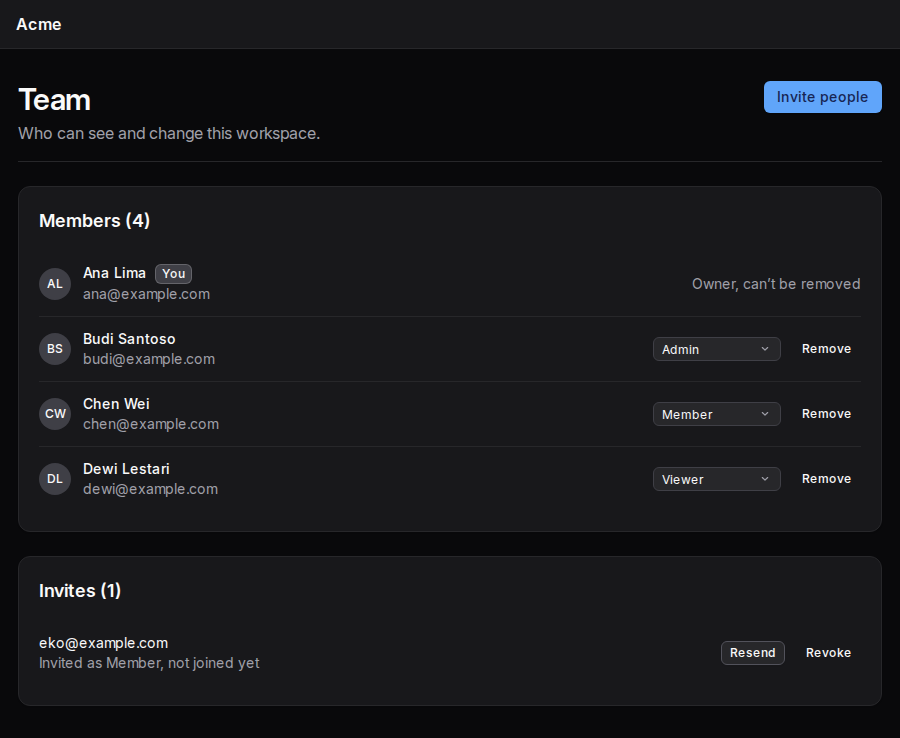 Acme
Team
Invite people
Who can see and change this workspace.
Members (4)
AL
Ana Lima You
ana@example.com
Owner, can’t be removed
BS
Budi Santoso
budi@example.com
Admin
Remove
CW
Chen Wei
chen@example.com
Member
Remove
DL
Dewi Lestari
dewi@example.com
Viewer
Remove
Invites (1)
eko@example.com
Invited as Member, not joined yet
Resend
Revoke